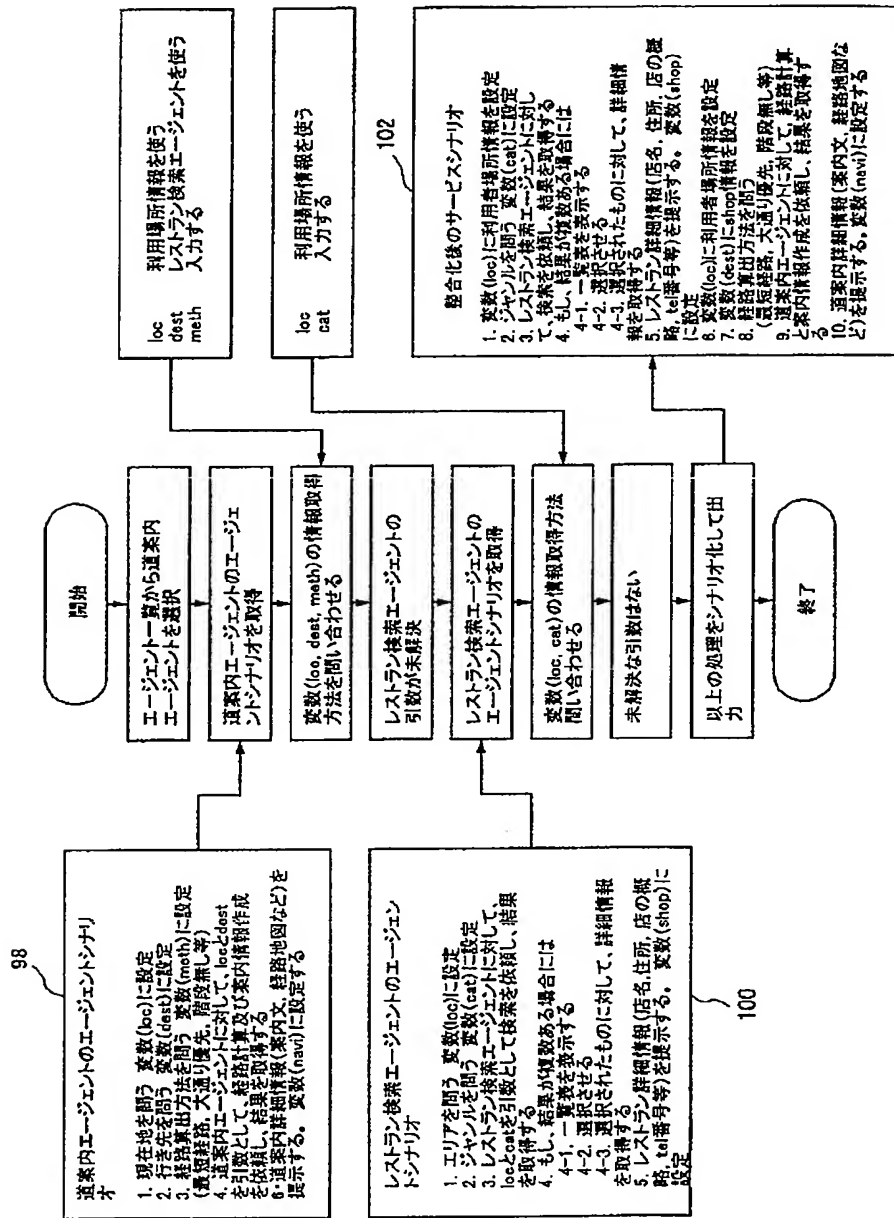 98
道案内エージェントのエージェントシナリ
オ
1. 現在地を問う 変数(loc)に設定
2. 行き先を問う 変数(dest)に設定
3. 経路算出方法を問う 変数(meth)に設定
(最短経路, 大通り優先, 階段無し等)
4. 道案内エージェントに対して, locとdest
を引数として, 経路計算及び案内情報作成
を依頼し, 結果を取得する
6・道案内詳細情報(案内文, 経路地図など)を
提示する。変数(navi)に設定する
レストラン検索エージェントのエージェン
トシナリオ
1. エリアを問う 変数(loc)に設定
2. ジャンルを問う 変数(cat)に設定
3. レストラン検索エージェントに対して,
locとcatを引数として検索を依頼し, 結果
を取得する
4. もし, 結果が複数ある場合には
4-1. 一覧表を表示する
4-2. 選択させる
4-3. 選択されたものに対して, 詳細情報
を取得する
5. レストラン詳細情報(店名,住所, 店の概
略, tel番号等)を提示する。 変数(shop)に
設定
100
開始
エージェント一覧から道案内
エージェントを選択
道案内エージェントのエージェ
ントシナリオを取得
変数(loc, dest, meth)の情報取得
方法を問い合わせる
レストラン検索エージェントの
引数が未解決
レストラン検索エージェントの
エージェントシナリオを取得
変数(loc, cat)の情報取得方法
問い合わせる
未解決な引数はない
以上の処理をシナリオ化して出
力
終了
loc 利用場所情報を使う
dest レストラン検索エージェントを使う
meth 入力する
loc 利用場所情報を使う
cat 入力する
102
整合化後のサービスシナリオ
1. 変数(loc)に利用者場所情報を設定
2. ジャンルを問う 変数(cat)に設定
3. レストラン検索エージェントに対し
て, 検索を依頼し, 結果を取得する
4. もし, 結果が複数ある場合には
4-1. 一覧表を表示する
4-2. 選択させる
4-3. 選択されたものに対して, 詳細情
報を取得する
5. レストラン詳細情報(店名, 住所, 店の概
略, tel番号等)を提示する。 変数(shop)
に設定
6. 変数(loc)に利用者場所情報を設定
7. 変数(dest)にshop情報を設定
8. 経路算出方法を問う
(最短経路, 大通り優先, 階段無し等)
9. 道案内エージェントに対して, 経路計算
と案内情報作成を依頼し, 結果を取得す
る
10. 道案内詳細情報(案内文, 経路地図な
ど)を提示する。変数(navi)に設定する